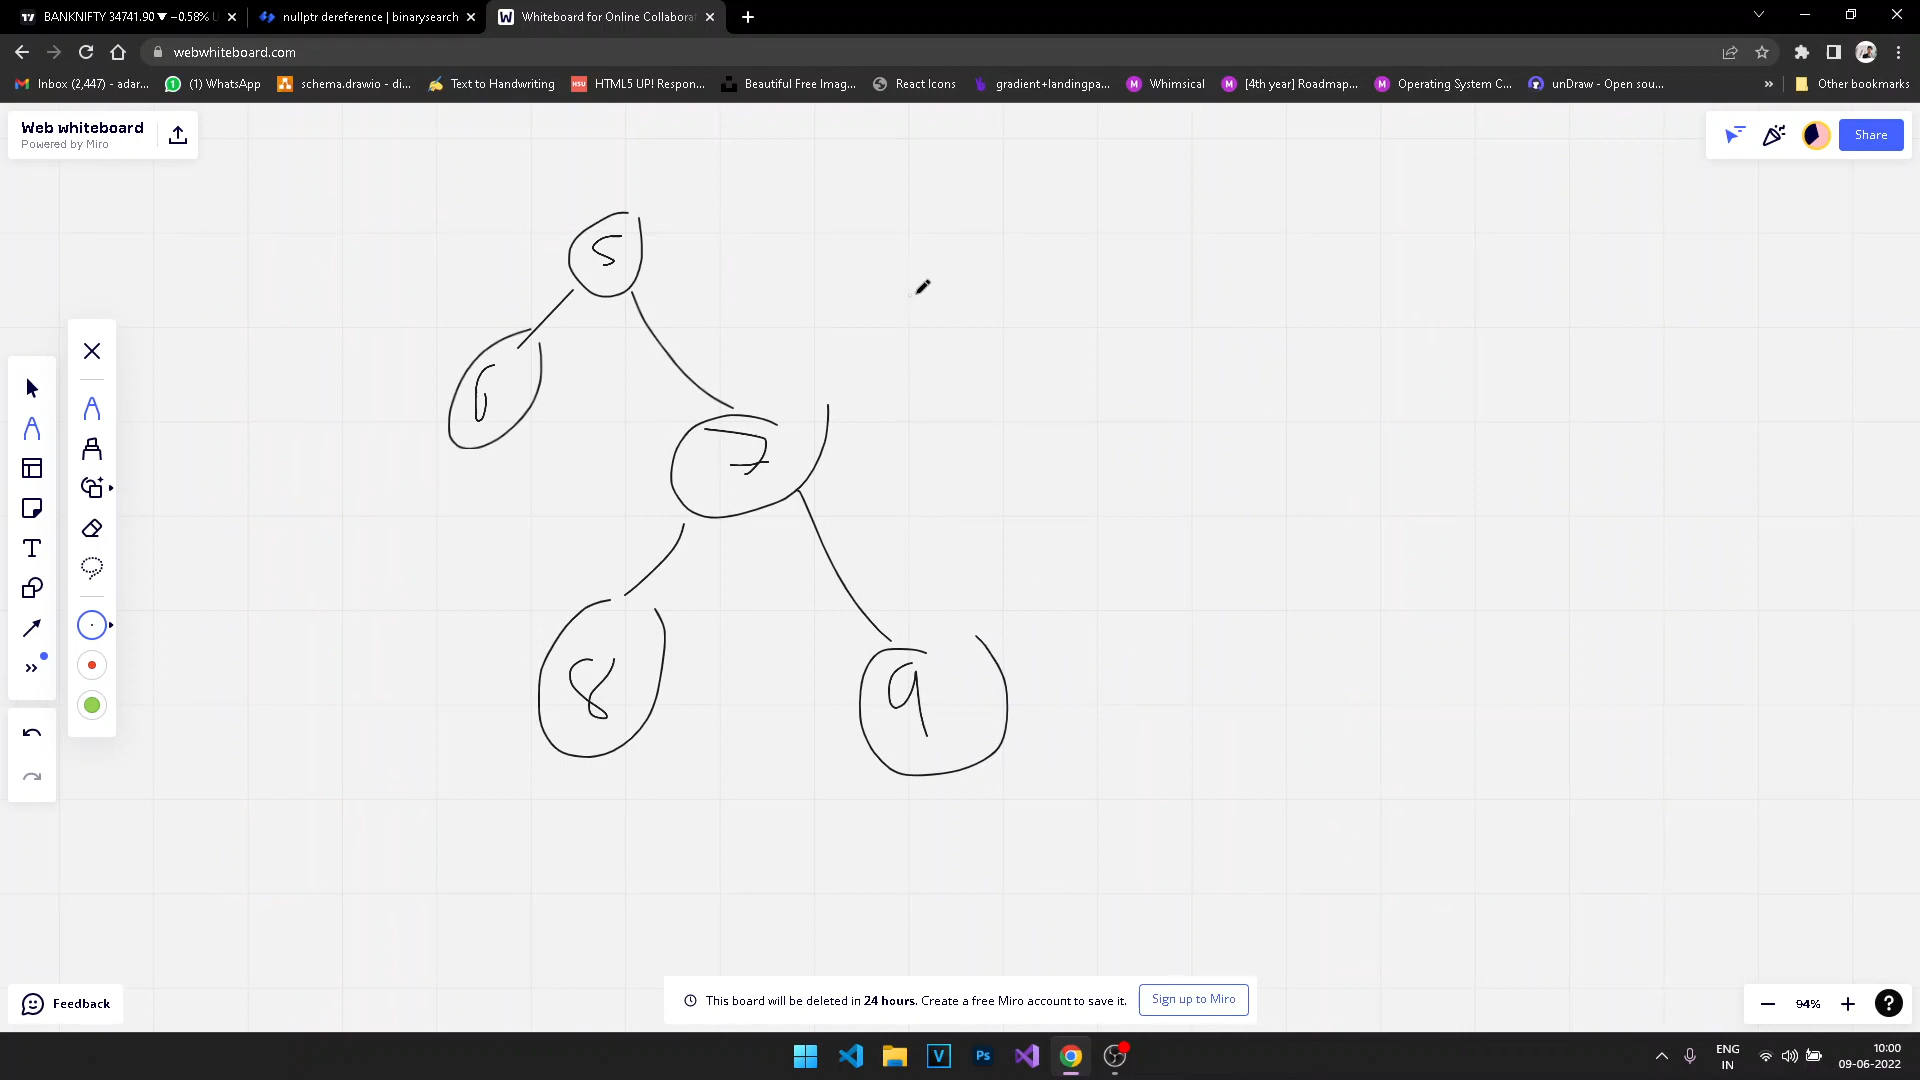 BANKNIFTY 34741.90 ▼ −0.58% U
nullptr dereference | binarysearch
Whiteboard for Online Collabora
webwhiteboard.com
Inbox (2,447) - adar...
(1) WhatsApp
schema.drawio - di...
Text to Handwriting
HTML5 UP! Respon...
Beautiful Free Imag...
React Icons
gradient+landingpa...
Whimsical
[4th year] Roadmap...
Operating System C...
unDraw - Open sou...
»
Other bookmarks
Web whiteboard
Powered by Miro
Share
5
6
7
8
9
T
Feedback
This board will be deleted in 24 hours. Create a free Miro account to save it.
Sign up to Miro
94%
?
V
Ps
ENG
IN
10:00
09-06-2022